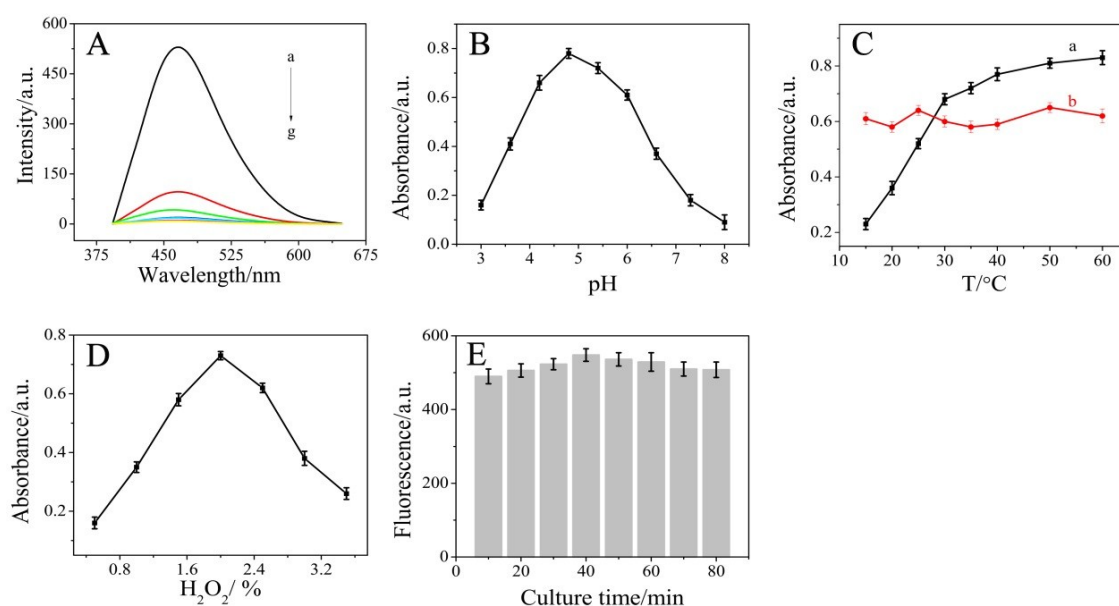 A
a
g
600
450
300
150
0
375
450
525
600
675
Intensity/a.u.
Wavelength/nm
B
0.8
0.6
0.4
0.2
0.0
3
4
5
6
7
8
Absorbance/a.u.
pH
C
a
b
0.8
0.6
0.4
0.2
10
20
30
40
50
60
Absorbance/a.u.
T/°C
D
0.8
0.6
0.4
0.2
0.8
1.6
2.4
3.2
Absorbance/a.u.
H₂O₂/ %
E
600
400
200
0
0
20
40
60
80
Fluorescence/a.u.
Culture time/min